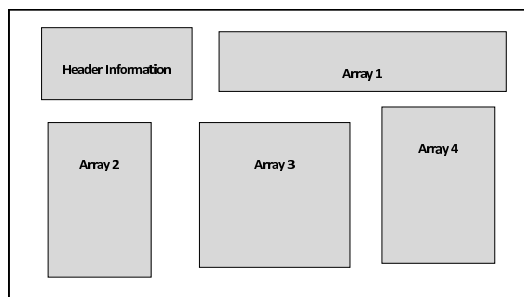 Header Information
Array 1
Array 2
Array 3
Array 4